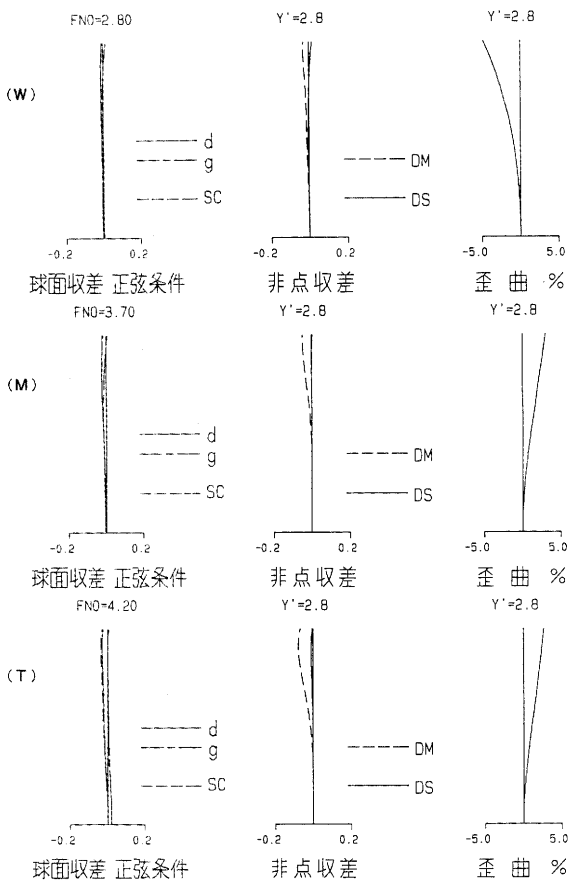 FNO=2.80 Y'=2.8 Y'=2.8
(W)
d
g
SC
DM
DS
-0.2 0.2 -0.2 0.2 -5.0 5.0
球面収差 正弦条件 非点収差 歪曲 %
FNO=3.70 Y'=2.8 Y'=2.8
(M)
d
g
SC
DM
DS
-0.2 0.2 -0.2 0.2 -5.0 5.0
球面収差 正弦条件 非点収差 歪曲 %
FNO=4.20 Y'=2.8 Y'=2.8
(T)
d
g
SC
DM
DS
-0.2 0.2 -0.2 0.2 -5.0 5.0
球面収差 正弦条件 非点収差 歪曲 %